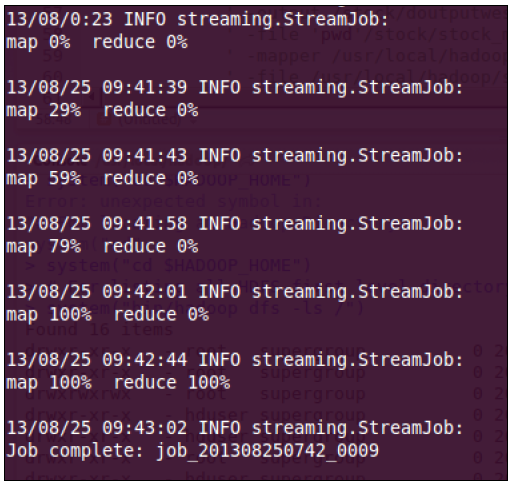 13/08/0:23 INFO streaming.StreamJob:
map 0%  reduce 0%
13/08/25 09:41:39 INFO streaming.StreamJob:
map 29%  reduce 0%
13/08/25 09:41:43 INFO streaming.StreamJob:
map 59%  reduce 0%
13/08/25 09:41:58 INFO streaming.StreamJob:
map 79%  reduce 0%
13/08/25 09:42:01 INFO streaming.StreamJob:
map 100%  reduce 0%
13/08/25 09:42:44 INFO streaming.StreamJob:
map 100%  reduce 100%
13/08/25 09:43:02 INFO streaming.StreamJob:
Job complete: job_201308250742_0009